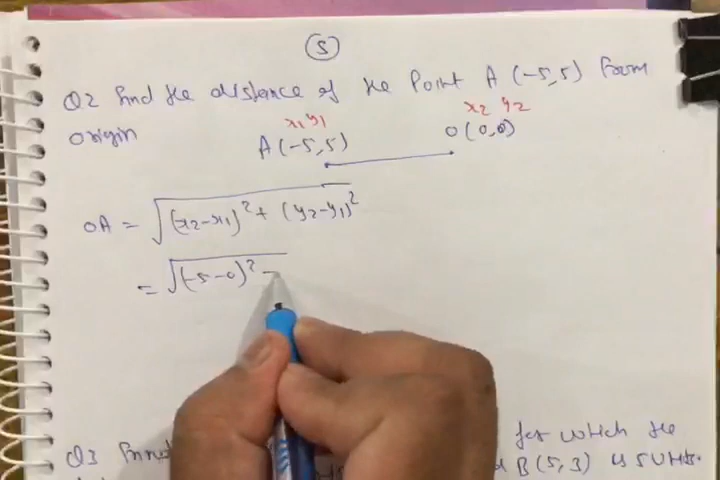 5
Q2 Find the distance of the Point A (-5,5) From
origin
x1 y1 x2 y2
A(-5,5) O(0,0)
OA = √(x2-x1)² + (y2-y1)²
= √(-5-0)² -
Q3 for which the
B(5,3) is 5 units.